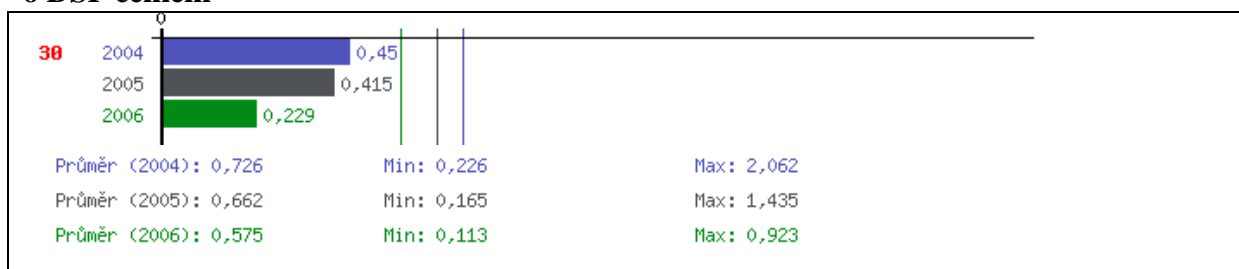 0
30 2004 0,45
2005 0,415
2006 0,229
Průměr (2004): 0,726 Min: 0,226 Max: 2,062
Průměr (2005): 0,662 Min: 0,165 Max: 1,435
Průměr (2006): 0,575 Min: 0,113 Max: 0,923